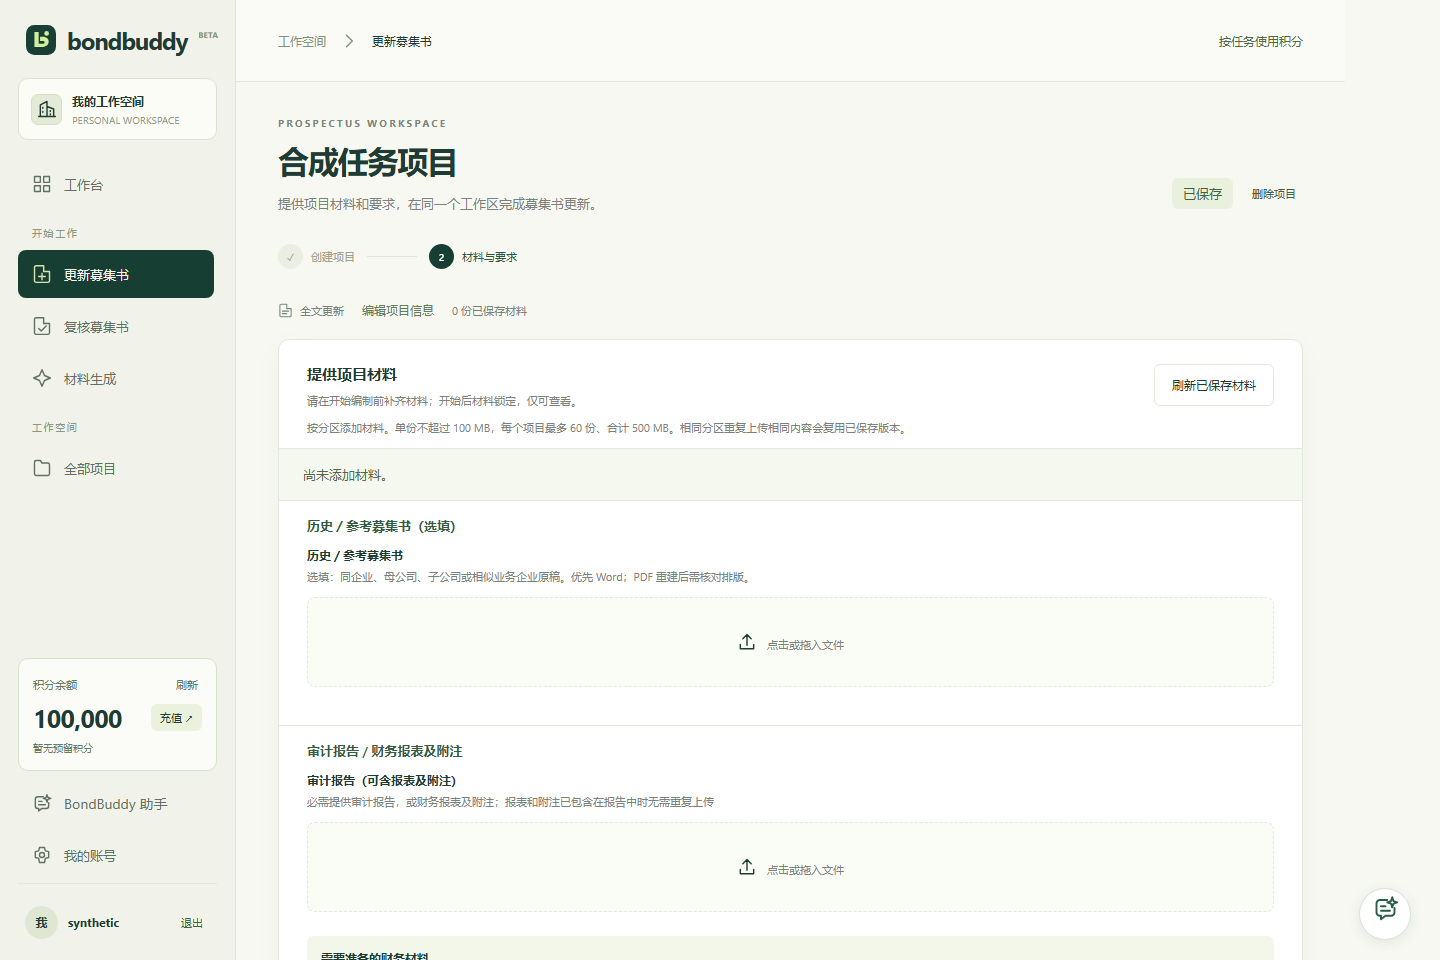 bondbuddy BETA
我的工作空间
PERSONAL WORKSPACE
工作台
开始工作
更新募集书
复核募集书
材料生成
工作空间
全部项目
积分余额 刷新
100,000 充值 ↗
暂无预留积分
BondBuddy 助手
我的账号
我 synthetic 退出
工作空间 > 更新募集书 按任务使用积分
PROSPECTUS WORKSPACE
合成任务项目
提供项目材料和要求，在同一个工作区完成募集书更新。
已保存 删除项目
✓ 创建项目 2 材料与要求
全文更新 编辑项目信息 0 份已保存材料
提供项目材料
请在开始编制前补齐材料；开始后材料锁定，仅可查看。
刷新已保存材料
按分区添加材料。单份不超过 100 MB，每个项目最多 60 份、合计 500 MB。相同分区重复上传相同内容会复用已保存版本。
尚未添加材料。
历史 / 参考募集书（选填）
历史 / 参考募集书
选填：同企业、母公司、子公司或相似业务企业原稿。优先 Word；PDF 重建后需核对排版。
点击或拖入文件
审计报告 / 财务报表及附注
审计报告（可含报表及附注）
必需提供审计报告，或财务报表及附注；报表和附注已包含在报告中时无需重复上传
点击或拖入文件
需要准备的财务材料